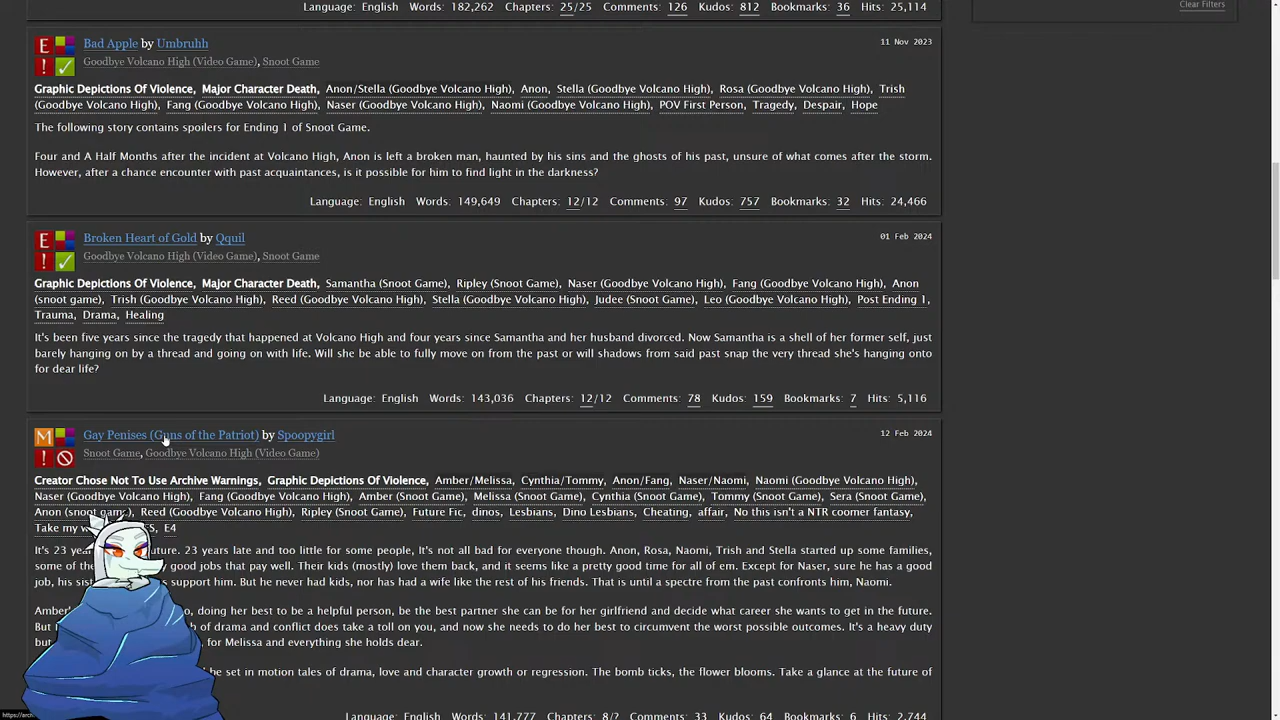 Language: English Words: 182,262 Chapters: 25/25 Comments: 126 Kudos: 812 Bookmarks: 36 Hits: 25,114
Clear Filters
Bad Apple by Umbruhh
11 Nov 2023
Goodbye Volcano High (Video Game), Snoot Game
Graphic Depictions Of Violence, Major Character Death, Anon/Stella (Goodbye Volcano High), Anon, Stella (Goodbye Volcano High), Rosa (Goodbye Volcano High), Trish
(Goodbye Volcano High), Fang (Goodbye Volcano High), Naser (Goodbye Volcano High), Naomi (Goodbye Volcano High), POV First Person, Tragedy, Despair, Hope
The following story contains spoilers for Ending 1 of Snoot Game.
Four and A Half Months after the incident at Volcano High, Anon is left a broken man, haunted by his sins and the ghosts of his past, unsure of what comes after the storm.
However, after a chance encounter with past acquaintances, is it possible for him to find light in the darkness?
Language: English Words: 149,649 Chapters: 12/12 Comments: 97 Kudos: 757 Bookmarks: 32 Hits: 24,466
Broken Heart of Gold by Qquil
01 Feb 2024
Goodbye Volcano High (Video Game), Snoot Game
Graphic Depictions Of Violence, Major Character Death, Samantha (Snoot Game), Ripley (Snoot Game), Naser (Goodbye Volcano High), Fang (Goodbye Volcano High), Anon
(snoot game), Trish (Goodbye Volcano High), Reed (Goodbye Volcano High), Stella (Goodbye Volcano High), Judee (Snoot Game), Leo (Goodbye Volcano High), Post Ending 1,
Trauma, Drama, Healing
It's been five years since the tragedy that happened at Volcano High and four years since Samantha and her husband divorced. Now Samantha is a shell of her former self, just
barely hanging on by a thread and going on with life. Will she be able to fully move on from the past or will shadows from said past snap the very thread she's hanging onto
for dear life?
Language: English Words: 143,036 Chapters: 12/12 Comments: 78 Kudos: 159 Bookmarks: 7 Hits: 5,116
Gay Penises (Guns of the Patriot) by Spoopygirl
12 Feb 2024
Snoot Game, Goodbye Volcano High (Video Game)
Creator Chose Not To Use Archive Warnings, Graphic Depictions Of Violence, Amber/Melissa, Cynthia/Tommy, Anon/Fang, Naser/Naomi, Naomi (Goodbye Volcano High),
Naser (Goodbye Volcano High), Fang (Goodbye Volcano High), Amber (Snoot Game), Melissa (Snoot Game), Cynthia (Snoot Game), Tommy (Snoot Game), Sera (Snoot Game),
Anon (snoot game), Reed (Goodbye Volcano High), Ripley (Snoot Game), Future Fic, dinos, Lesbians, Dino Lesbians, Cheating, affair, No this isn't a NTR coomer fantasy,
Take my E4
It's 23 future. 23 years late and too little for some people, It's not all bad for everyone though. Anon, Rosa, Naomi, Trish and Stella started up some families,
some of the good jobs that pay well. Their kids (mostly) love them back, and it seems like a pretty good time for all of em. Except for Naser, sure he has a good
job, his support him. But he never had kids, nor has had a wife like the rest of his friends. That is until a spectre from the past confronts him, Naomi.
doing her best to be a helpful person, be the best partner she can be for her girlfriend and decide what career she wants to get in the future.
of drama and conflict does take a toll on you, and now she needs to do her best to circumvent the worst possible outcomes. It's a heavy duty
for Melissa and everything she holds dear.
be set in motion tales of drama, love and character growth or regression. The bomb ticks, the flower blooms. Take a glance at the future of
Language: English Words: 141,777 Chapters: 8/? Comments: 33 Kudos: 64 Bookmarks: 6 Hits: 2,744